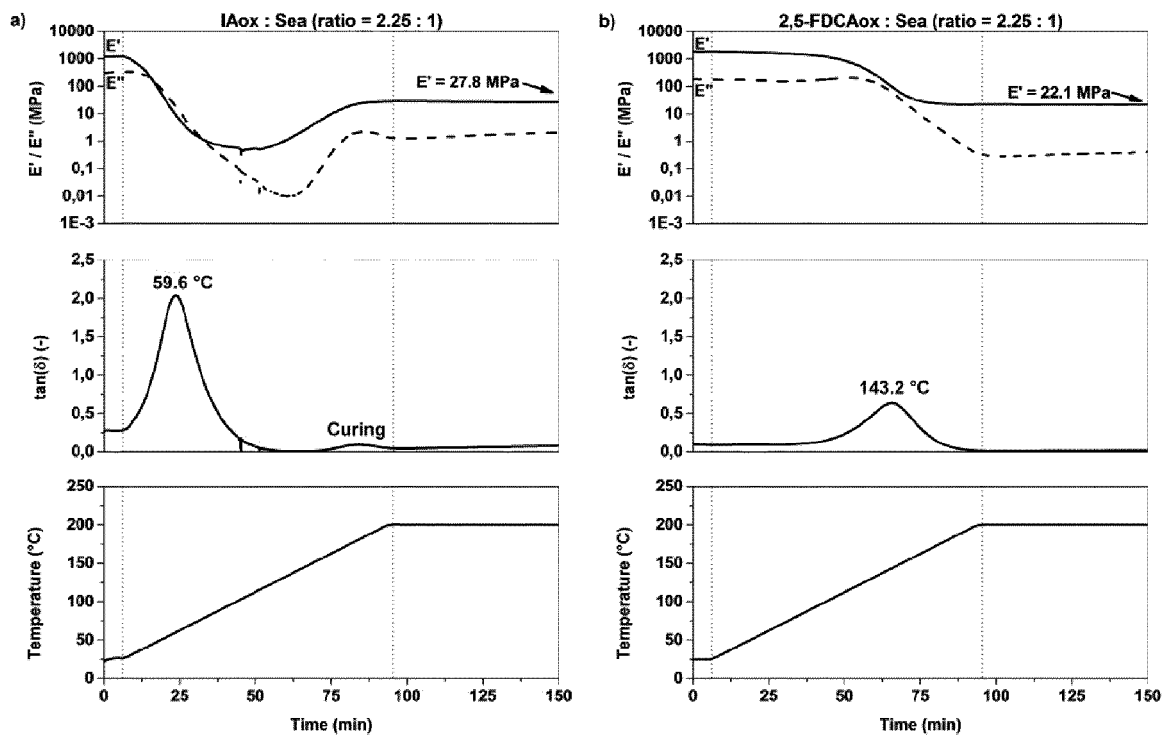 a)
IAox : Sea (ratio = 2.25 : 1)
10000
1000
100
10
1
0,1
0,01
1E-3
E' / E'' (MPa)
E'
E''
E' = 27.8 MPa
2,5
2,0
1,5
1,0
0,5
0,0
tan(δ) (-)
59.6 °C
Curing
250
200
150
100
50
0
Temperature (°C)
0 25 50 75 100 125 150
Time (min)
b)
2,5-FDCAox : Sea (ratio = 2.25 : 1)
10000
1000
100
10
1
0,1
0,01
1E-3
E' / E'' (MPa)
E'
E''
E' = 22.1 MPa
2,5
2,0
1,5
1,0
0,5
0,0
tan(δ) (-)
143.2 °C
250
200
150
100
50
0
Temperature (°C)
0 25 50 75 100 125 150
Time (min)